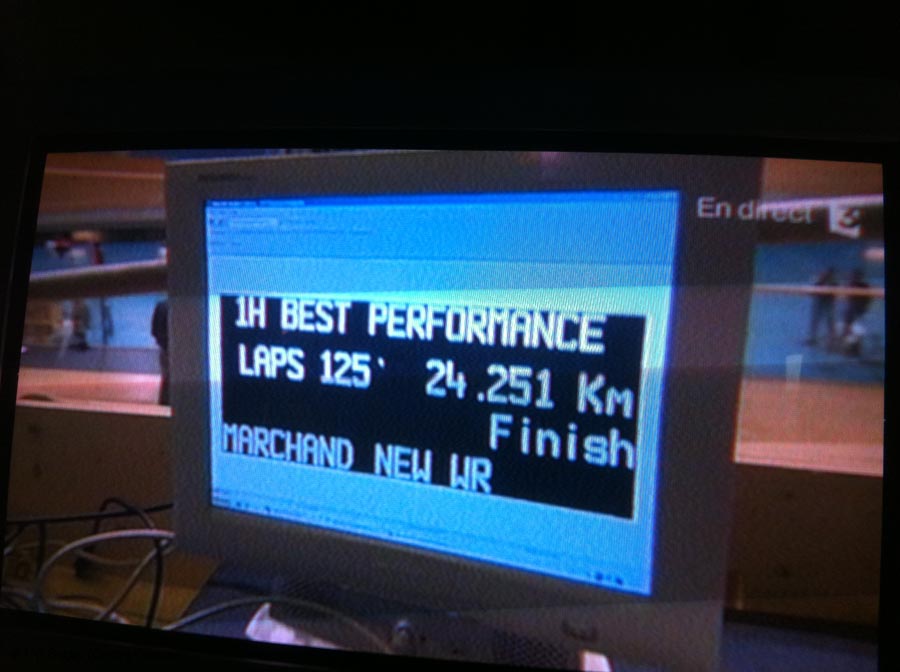 En direct 3
1H BEST PERFORMANCE
LAPS 125' 24.251 Km
Finish
MARCHAND NEW WR